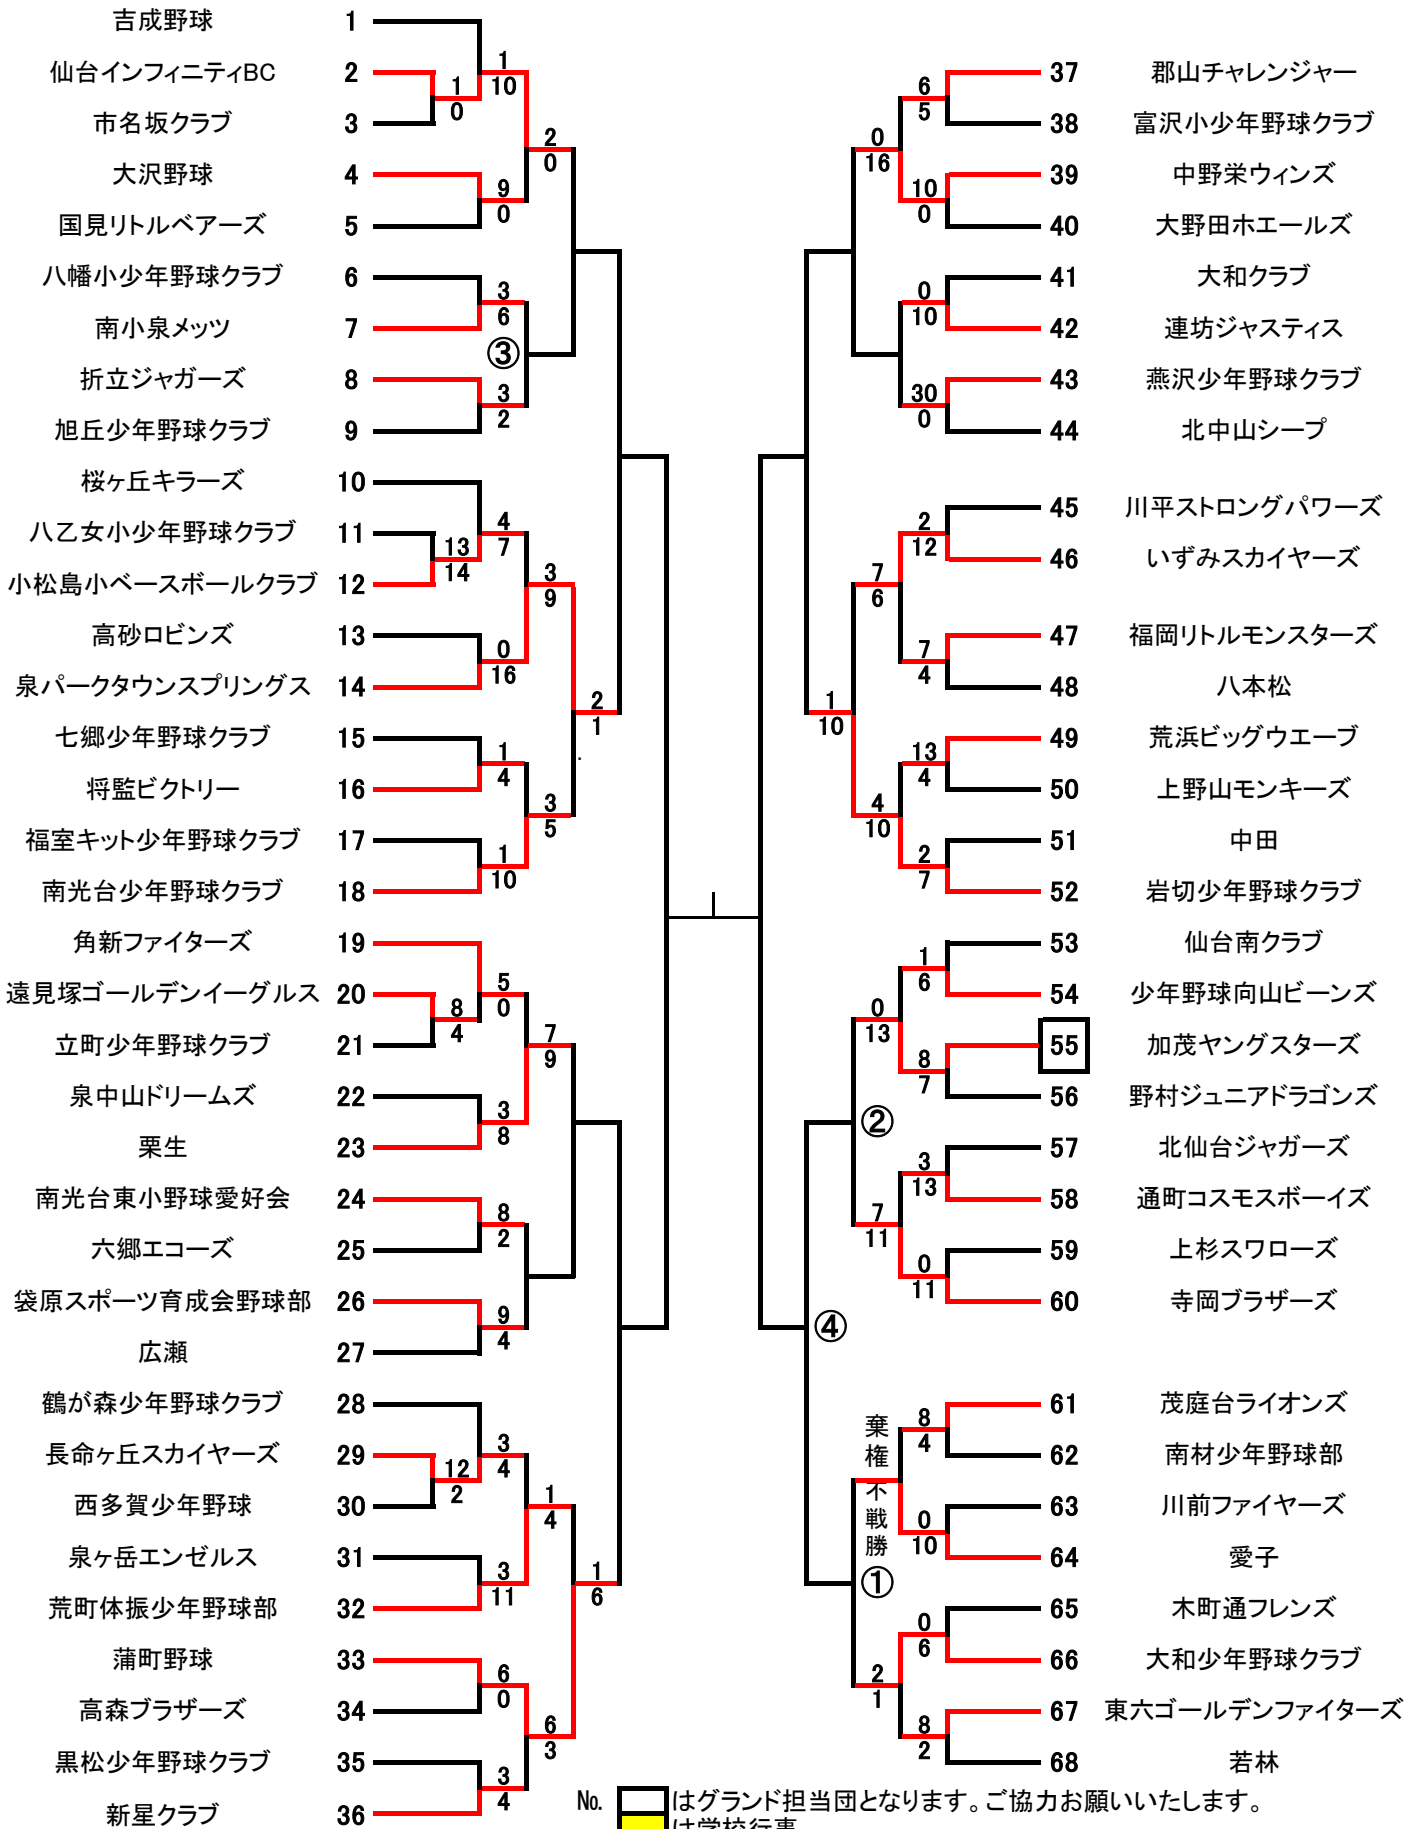 吉成野球 1
仙台インフィニティBC 2
市名坂クラブ 3
大沢野球 4
国見リトルベアーズ 5
八幡小少年野球クラブ 6
南小泉メッツ 7
折立ジャガーズ 8
旭丘少年野球クラブ 9
桜ヶ丘キラーズ 10
八乙女小少年野球クラブ 11
小松島小ベースボールクラブ 12
高砂ロビンズ 13
泉パークタウンスプリングス 14
七郷少年野球クラブ 15
将監ビクトリー 16
福室キット少年野球クラブ 17
南光台少年野球クラブ 18
角新ファイターズ 19
遠見塚ゴールデンイーグルス 20
立町少年野球クラブ 21
泉中山ドリームズ 22
栗生 23
南光台東小野球愛好会 24
六郷エコーズ 25
袋原スポーツ育成会野球部 26
広瀬 27
鶴が森少年野球クラブ 28
長命ヶ丘スカイヤーズ 29
西多賀少年野球 30
泉ヶ岳エンゼルス 31
荒町体振少年野球部 32
蒲町野球 33
高森ブラザーズ 34
黒松少年野球クラブ 35
新星クラブ 36
1
0
1
10
9
0
2
0
3
6
3
2
③
13
14
4
7
0
16
3
9
1
4
1
10
3
5
2
1
8
4
5
0
3
8
7
9
8
2
9
4
12
2
3
4
3
11
1
4
6
0
3
4
6
3
1
6
37 郡山チャレンジャー
38 富沢小少年野球クラブ
39 中野栄ウィンズ
40 大野田ホエールズ
41 大和クラブ
42 連坊ジャスティス
43 燕沢少年野球クラブ
44 北中山シープ
45 川平ストロングパワーズ
46 いずみスカイヤーズ
47 福岡リトルモンスターズ
48 八本松
49 荒浜ビッグウエーブ
50 上野山モンキーズ
51 中田
52 岩切少年野球クラブ
53 仙台南クラブ
54 少年野球向山ビーンズ
55 加茂ヤングスターズ
56 野村ジュニアドラゴンズ
57 北仙台ジャガーズ
58 通町コスモスボーイズ
59 上杉スワローズ
60 寺岡ブラザーズ
61 茂庭台ライオンズ
62 南材少年野球部
63 川前ファイヤーズ
64 愛子
65 木町通フレンズ
66 大和少年野球クラブ
67 東六ゴールデンファイターズ
68 若林
6
5
10
0
0
16
0
10
30
0
2
12
7
4
7
6
13
4
2
7
4
10
1
10
1
6
8
7
0
13
②
3
13
0
11
7
11
④
8
4
0
10
棄権
不戦勝
①
0
6
8
2
2
1
No. はグランド担当団となります。ご協力お願いいたします。
は学校行事